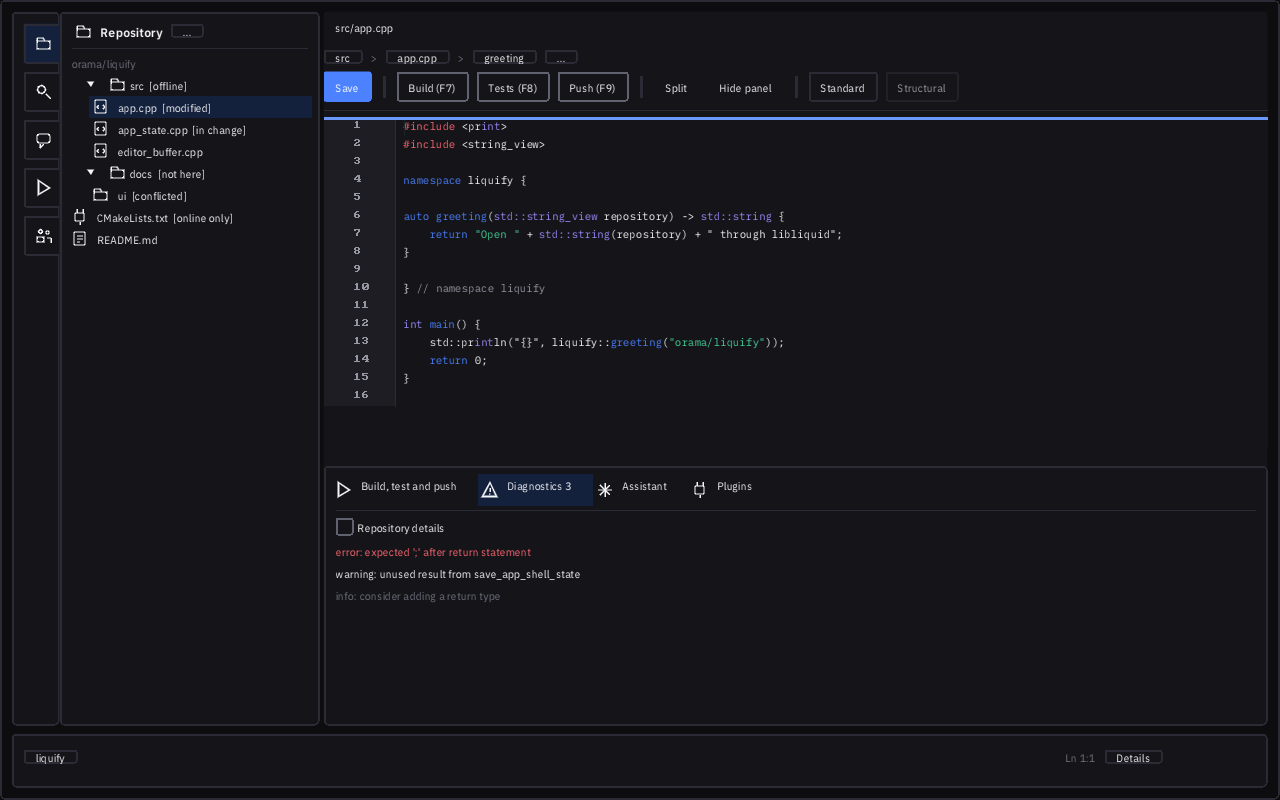 Repository ...
orama/liquify
src [offline]
app.cpp [modified]
app_state.cpp [in change]
editor_buffer.cpp
docs [not here]
ui [conflicted]
CMakeLists.txt [online only]
README.md
src/app.cpp
src > app.cpp > greeting ...
Save Build (F7) Tests (F8) Push (F9) Split Hide panel Standard Structural
1 #include <print>
2 #include <string_view>
3
4 namespace liquify {
5
6 auto greeting(std::string_view repository) -> std::string {
7     return "Open " + std::string(repository) + " through libliquid";
8 }
9
10 } // namespace liquify
11
12 int main() {
13     std::println("{}", liquify::greeting("orama/liquify"));
14     return 0;
15 }
16
Build, test and push Diagnostics 3 Assistant Plugins
Repository details
error: expected ';' after return statement
warning: unused result from save_app_shell_state
info: consider adding a return type
liquify Ln 1:1 Details